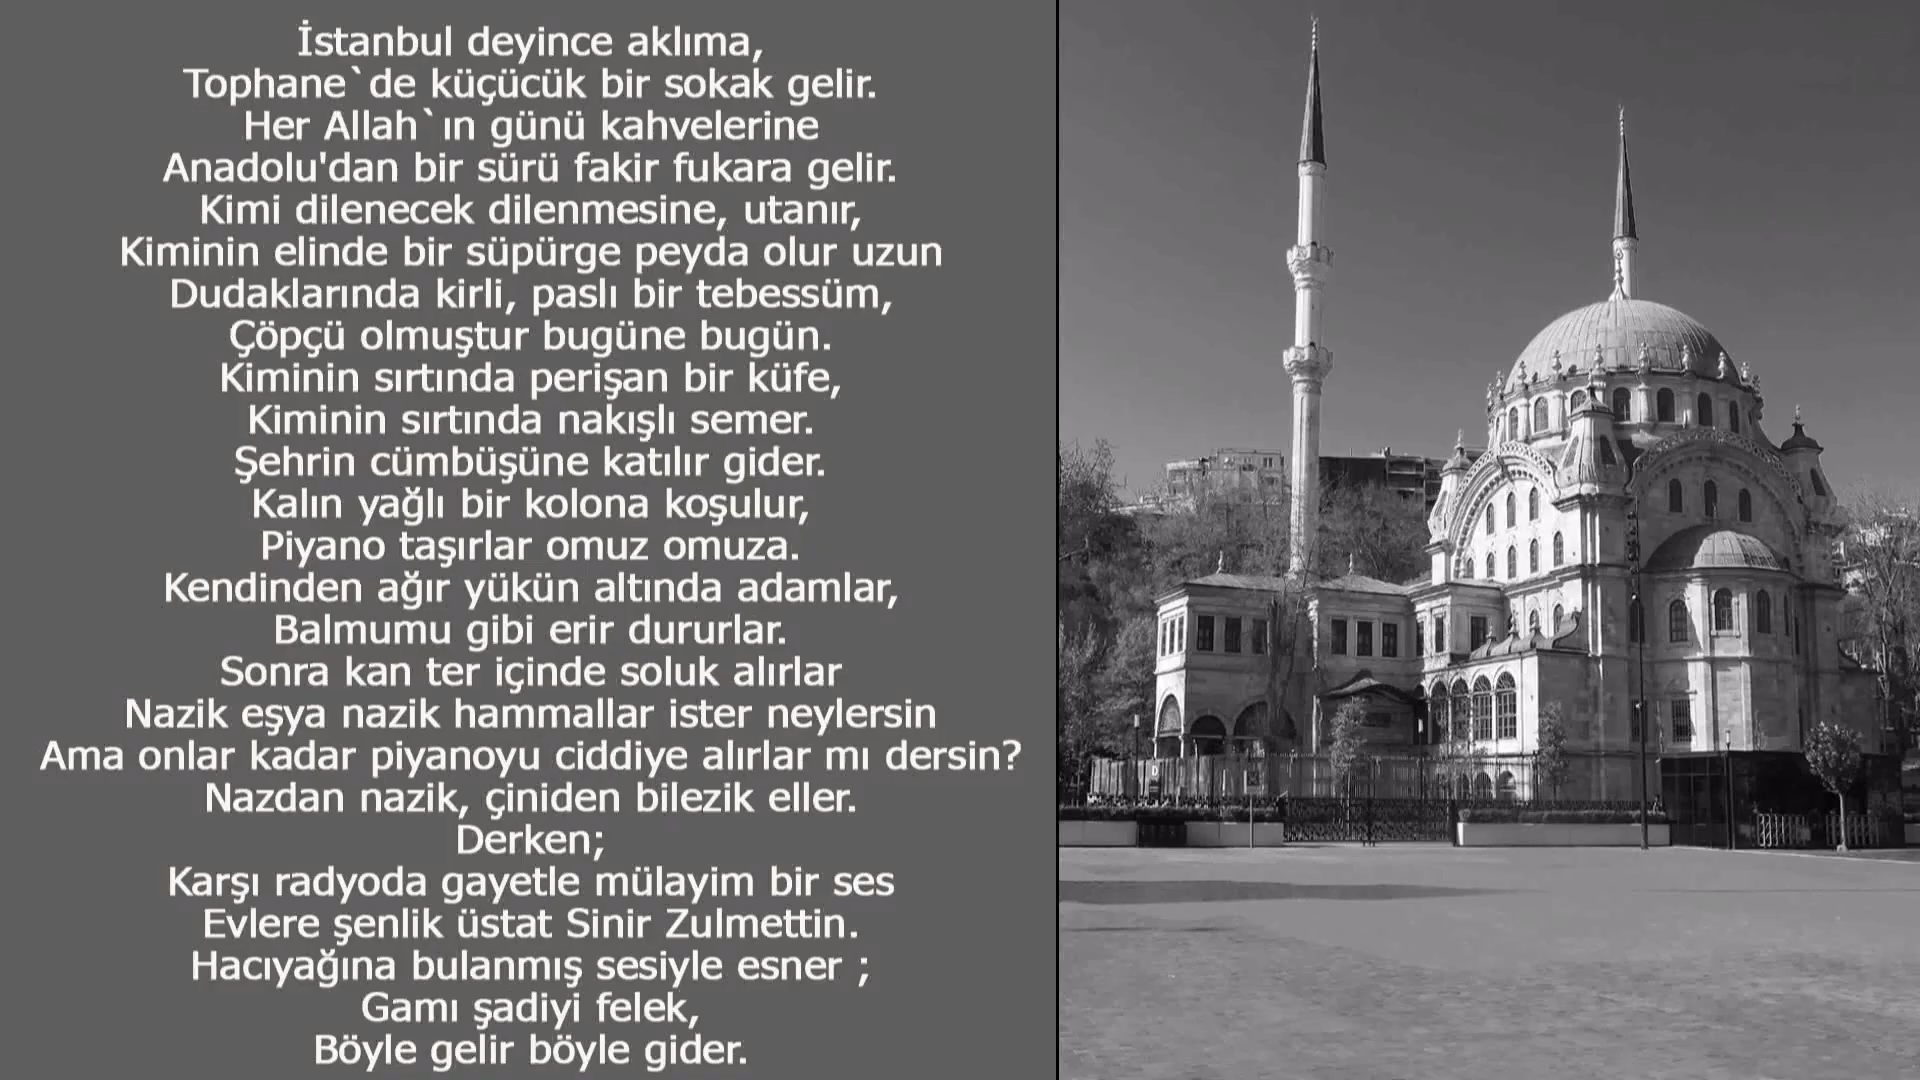 İstanbul deyince aklıma,
Tophane`de küçücük bir sokak gelir.
Her Allah`ın günü kahvelerine
Anadolu'dan bir sürü fakir fukara gelir.
Kimi dilenecek dilenmesine, utanır,
Kiminin elinde bir süpürge peyda olur uzun
Dudaklarında kirli, paslı bir tebessüm,
Çöpçü olmuştur bugüne bugün.
Kiminin sırtında perişan bir küfe,
Kiminin sırtında nakışlı semer.
Şehrin cümbüşüne katılır gider.
Kalın yağlı bir kolona koşulur,
Piyano taşırlar omuz omuza.
Kendinden ağır yükün altında adamlar,
Balmumu gibi erir dururlar.
Sonra kan ter içinde soluk alırlar
Nazik eşya nazik hammallar ister neylersin
Ama onlar kadar piyanoyu ciddiye alırlar mı dersin?
Nazdan nazik, çiniden bilezik eller.
Derken;
Karşı radyoda gayetle mülayim bir ses
Evlere şenlik üstat Sinir Zulmettin.
Hacıyağına bulanmış sesiyle esner ;
Gamı şadiyi felek,
Böyle gelir böyle gider.